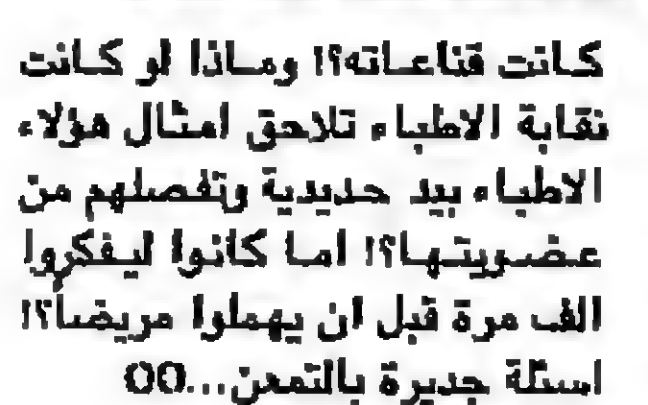 كانت قناعاته؟! وماذا لو كانت
نقابة الاطباء تلاحق امثال هؤلاء
الاطباء بيد حديدية وتفصلهم من
عضويتها؟! اما كانوا ليفكروا
الف مرة قبل ان يهملوا مريضاً؟!
اسئلة جديرة بالتمعن...OO